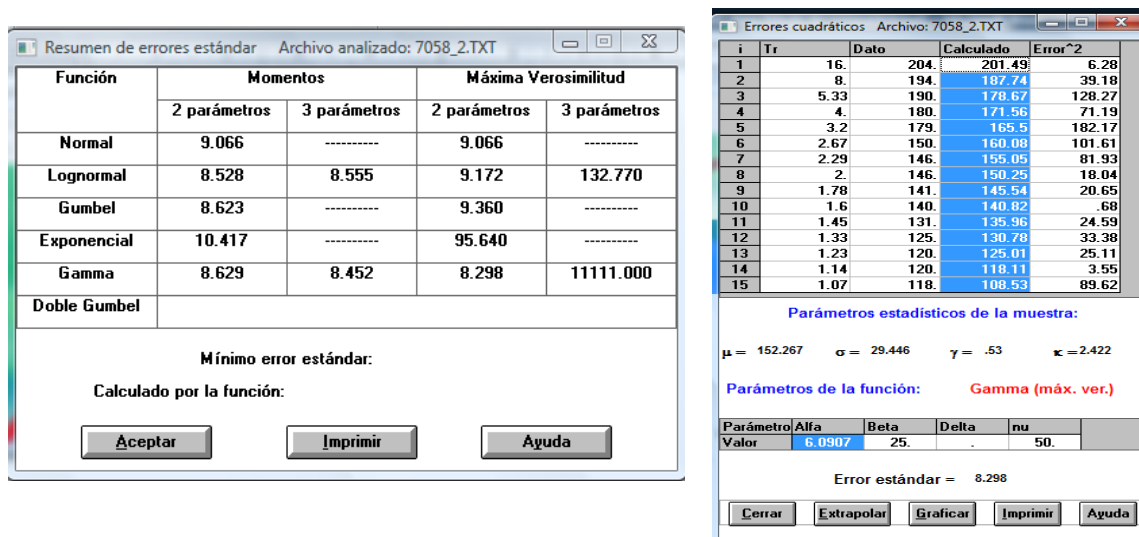 Resumen de errores estándar Archivo analizado: 7058_2.TXT
Función Momentos Máxima Verosimilitud
2 parámetros 3 parámetros 2 parámetros 3 parámetros
Normal 9.066 ---------- 9.066 ----------
Lognormal 8.528 8.555 9.172 132.770
Gumbel 8.623 ---------- 9.360 ----------
Exponencial 10.417 ---------- 95.640 ----------
Gamma 8.629 8.452 8.298 11111.000
Doble Gumbel
Mínimo error estándar:
Calculado por la función:
Aceptar Imprimir Ayuda
Errores cuadráticos Archivo: 7058_2.TXT
i Tr Dato Calculado Error^2
1 16. 204. 201.49 6.28
2 8. 194. 187.74 39.18
3 5.33 190. 178.67 128.27
4 4. 180. 171.56 71.19
5 3.2 179. 165.5 182.17
6 2.67 150. 160.08 101.61
7 2.29 146. 155.05 81.93
8 2. 146. 150.25 18.04
9 1.78 141. 145.54 20.65
10 1.6 140. 140.82 .68
11 1.45 131. 135.96 24.59
12 1.33 125. 130.78 33.38
13 1.23 120. 125.01 25.11
14 1.14 120. 118.11 3.55
15 1.07 118. 108.53 89.62
Parámetros estadísticos de la muestra:
μ = 152.267 σ = 29.446 γ = .53 κ =2.422
Parámetros de la función: Gamma (máx. ver.)
Parámetro Alfa Beta Delta nu
Valor 6.0907 25. . 50.
Error estándar = 8.298
Cerrar Extrapolar Graficar Imprimir Ayuda